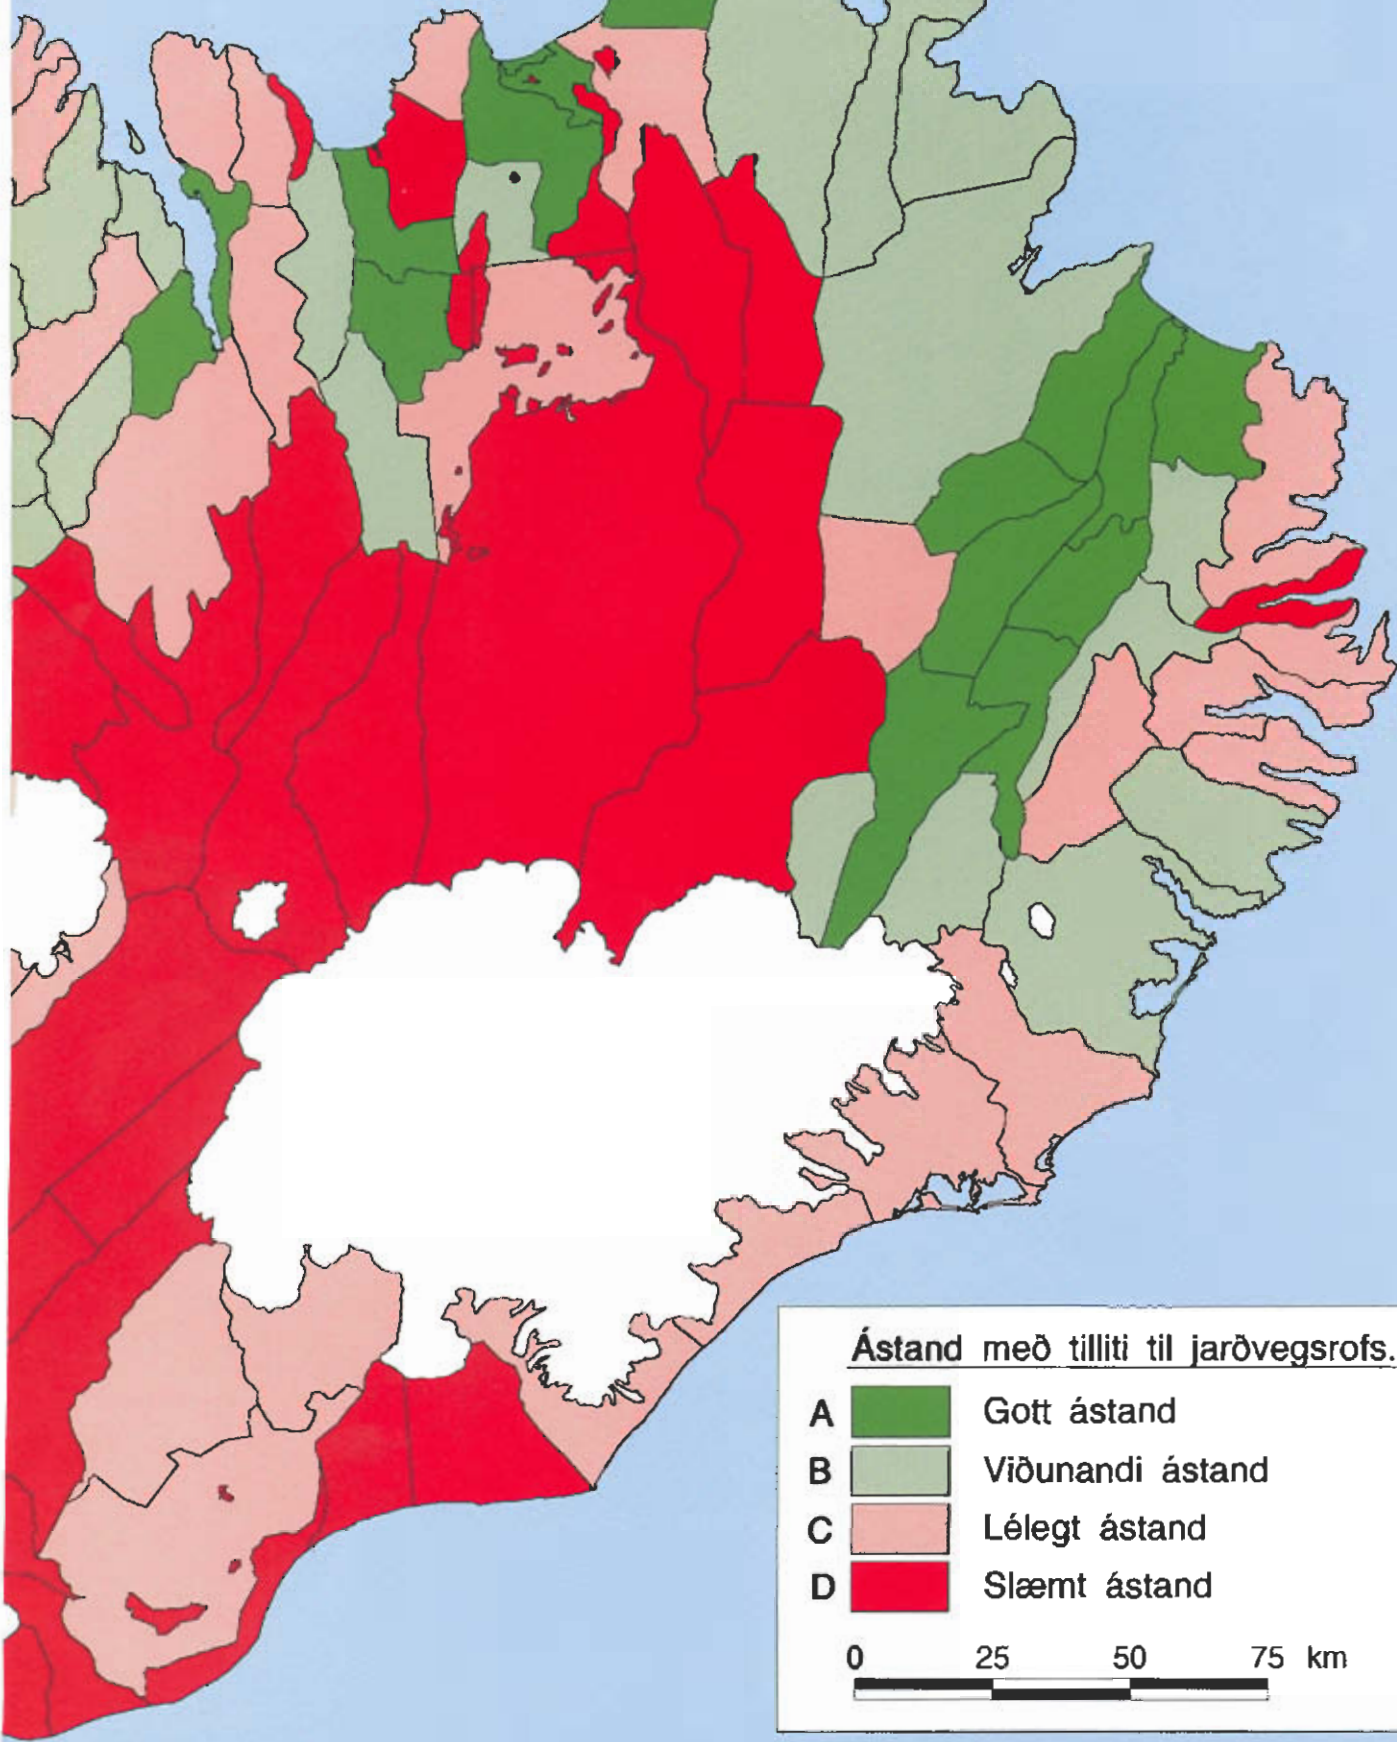 Ástand með tilliti til jarðvegsrofs.
A Gott ástand
B Viðunandi ástand
C Lélegt ástand
D Slæmt ástand
0 25 50 75 km